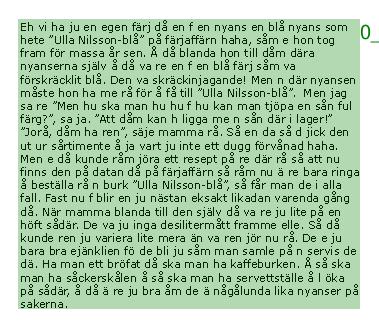 Eh vi ha ju en egen färj då en f en nyans en blå nyans som
hete ”Ulla Nilsson-blå” på färjaffärn haha, såm e hon tog
fram för massa år sen. Å då blanda hon till dåm dära
nyanserna själv å då va re en f en blå färj såm va
förskräcklit blå. Den va skräckinjagande! Men n där nyansen
måste hon ha me rå för å få till ”Ulla Nilsson-blå”.  Men jag
sa re ”Men hu ska man hu hu f hu kan man tjöpa en sån ful
färg?”, sa ja. ”Att dåm kan h ligga me n sån där i lager!”
”Jorå, dåm ha ren”, säje mamma rå. Så en da så d jick den
ut ur sårtimente å ja vart ju inte ett dugg förvånad haha.
Men e då kunde råm jöra ett resept på re där rå så att nu
finns den på datan då på färjaffärn så råm nu ä re bara ringa
å beställa rå n burk ”Ulla Nilsson-blå”, så får man de i alla
fall. Fast nu f blir en ju nästan eksakt likadan varenda gång
då. När mamma blanda till den själv då va re ju lite på en
höft sådär. De va ju inga desilitermått framme elle. Så då
kunde ren ju variera lite mera än va ren jör nu rå. De e ju
bara bra ejänklien fö de bli ju såm man samle på n servis de
dä. Ha man ett bröfat då ska man ha kaffeburken. Å så ska
man ha såckerskålen å så ska man ha servettställe å l öka
på sådär, å då ä re ju bra åm de ä någålunda lika nyanser på
sakerna.
0_